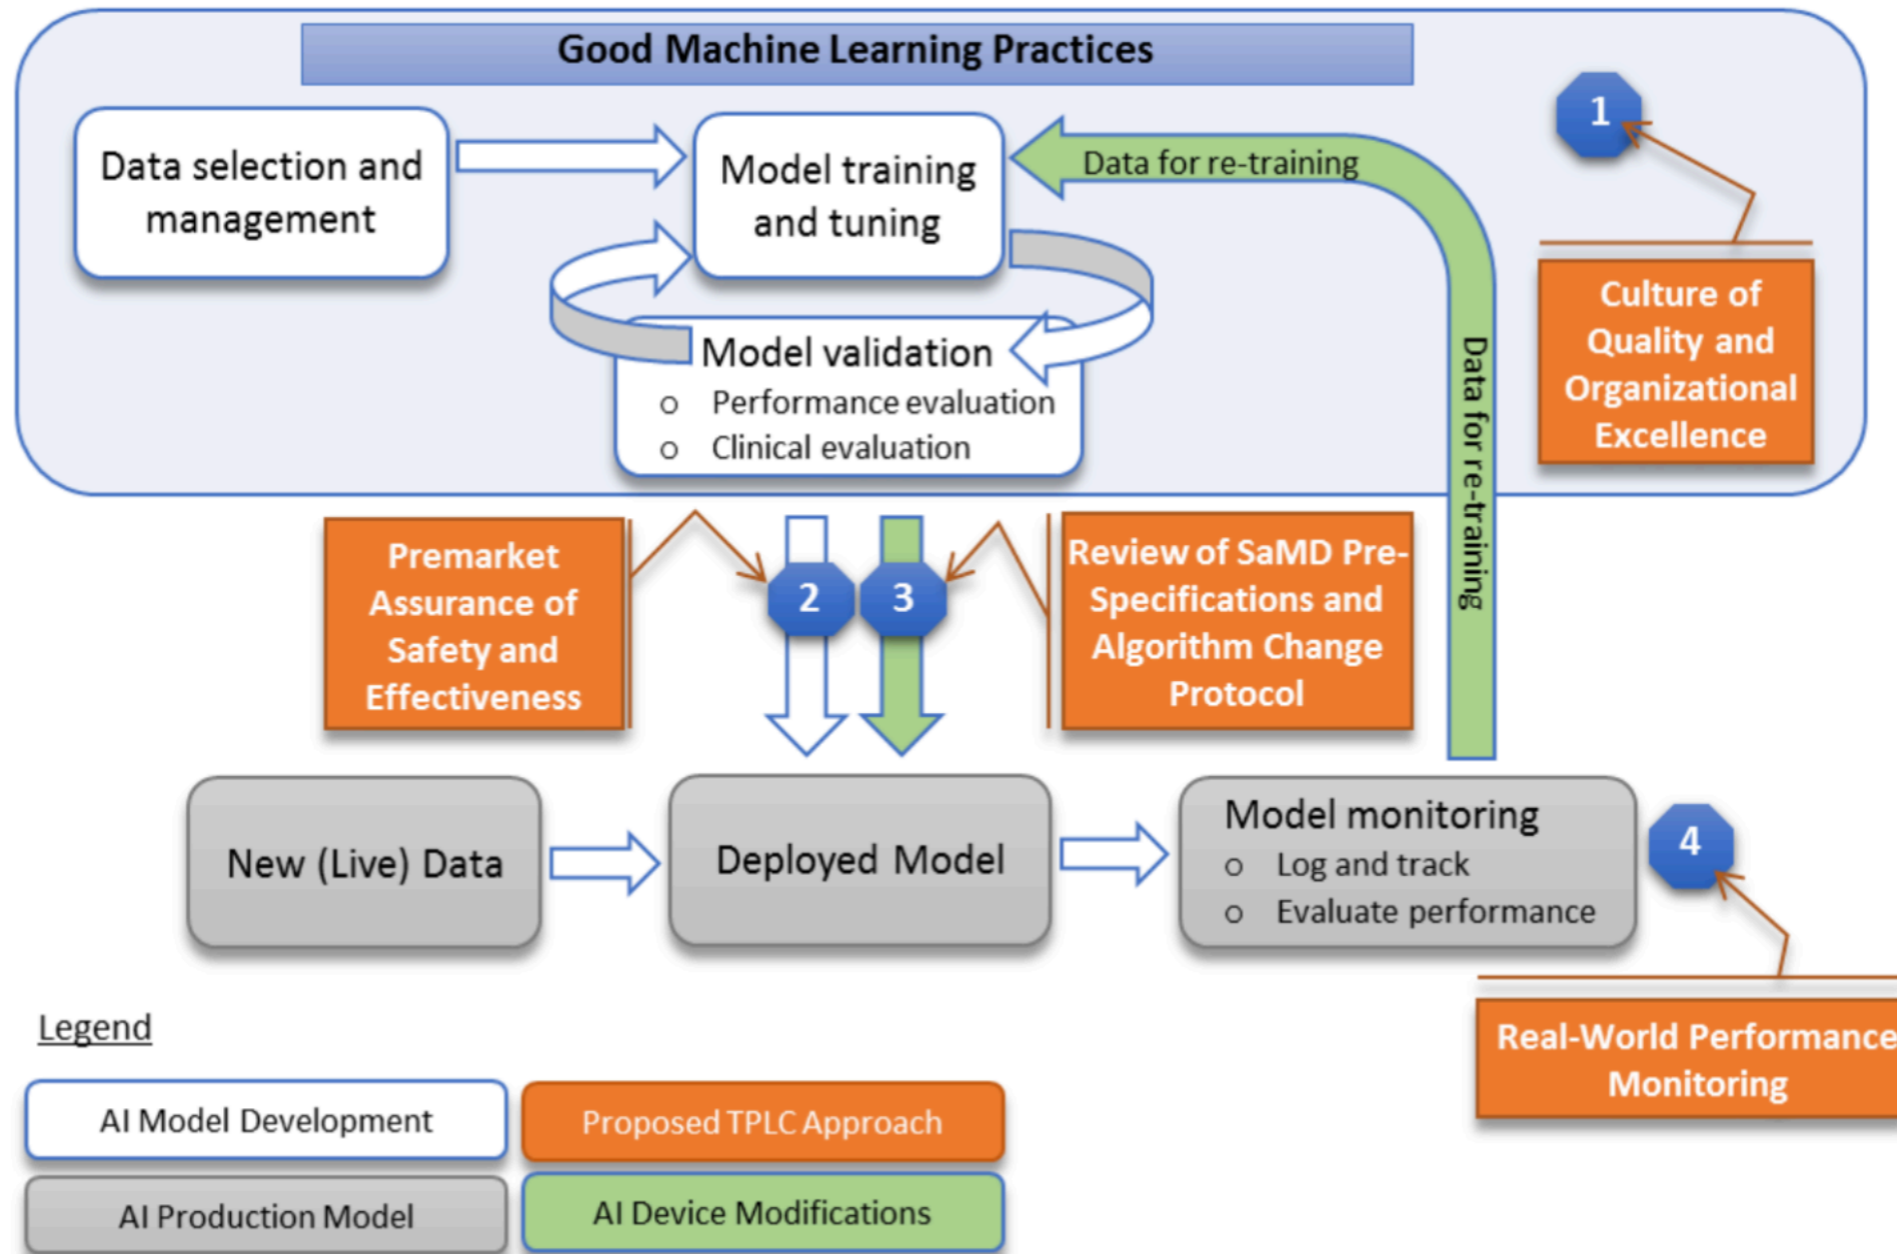 Good Machine Learning Practices
1
Data selection and
management
Model training
and tuning
Data for re-training
Data for re-training
Culture of
Quality and
Organizational
Excellence
Model validation
o Performance evaluation
o Clinical evaluation
Premarket
Assurance of
Safety and
Effectiveness
2
3
Review of SaMD Pre-
Specifications and
Algorithm Change
Protocol
New (Live) Data
Deployed Model
Model monitoring
o Log and track
o Evaluate performance
4
Real-World Performance
Monitoring
Legend
AI Model Development
Proposed TPLC Approach
AI Production Model
AI Device Modifications